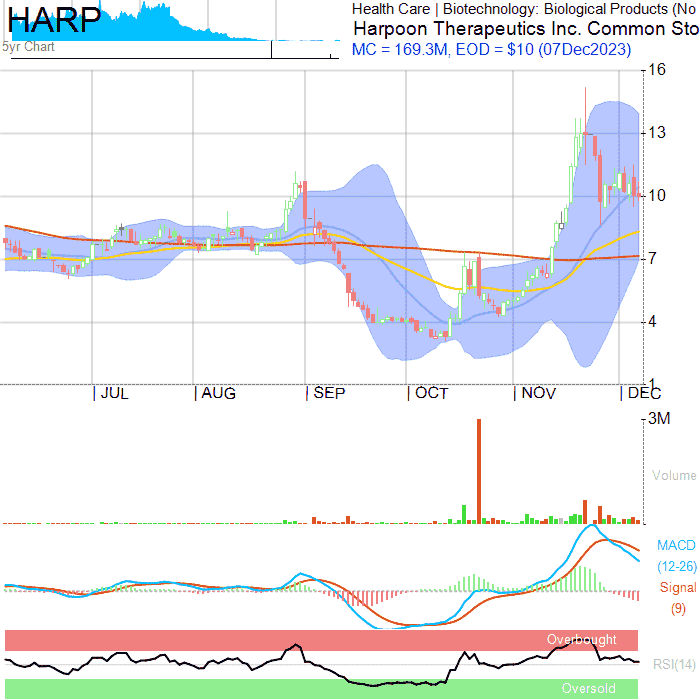 HARP
5yr Chart
Health Care | Biotechnology: Biological Products (No
Harpoon Therapeutics Inc. Common Sto
MC = 169.3M, EOD = $10 (07Dec2023)
16
13
10
7
4
1
JUL
AUG
SEP
OCT
NOV
DEC
3M
Volume
MACD
(12-26)
Signal
(9)
Overbought
RSI(14)
Oversold